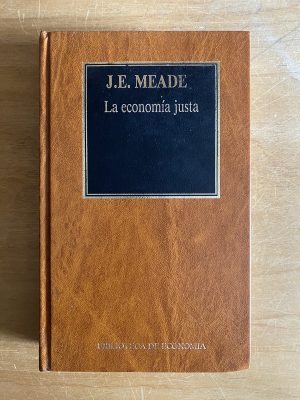 J.E. MEADE
La economía justa
BIBLIOTECA DE ECONOMIA